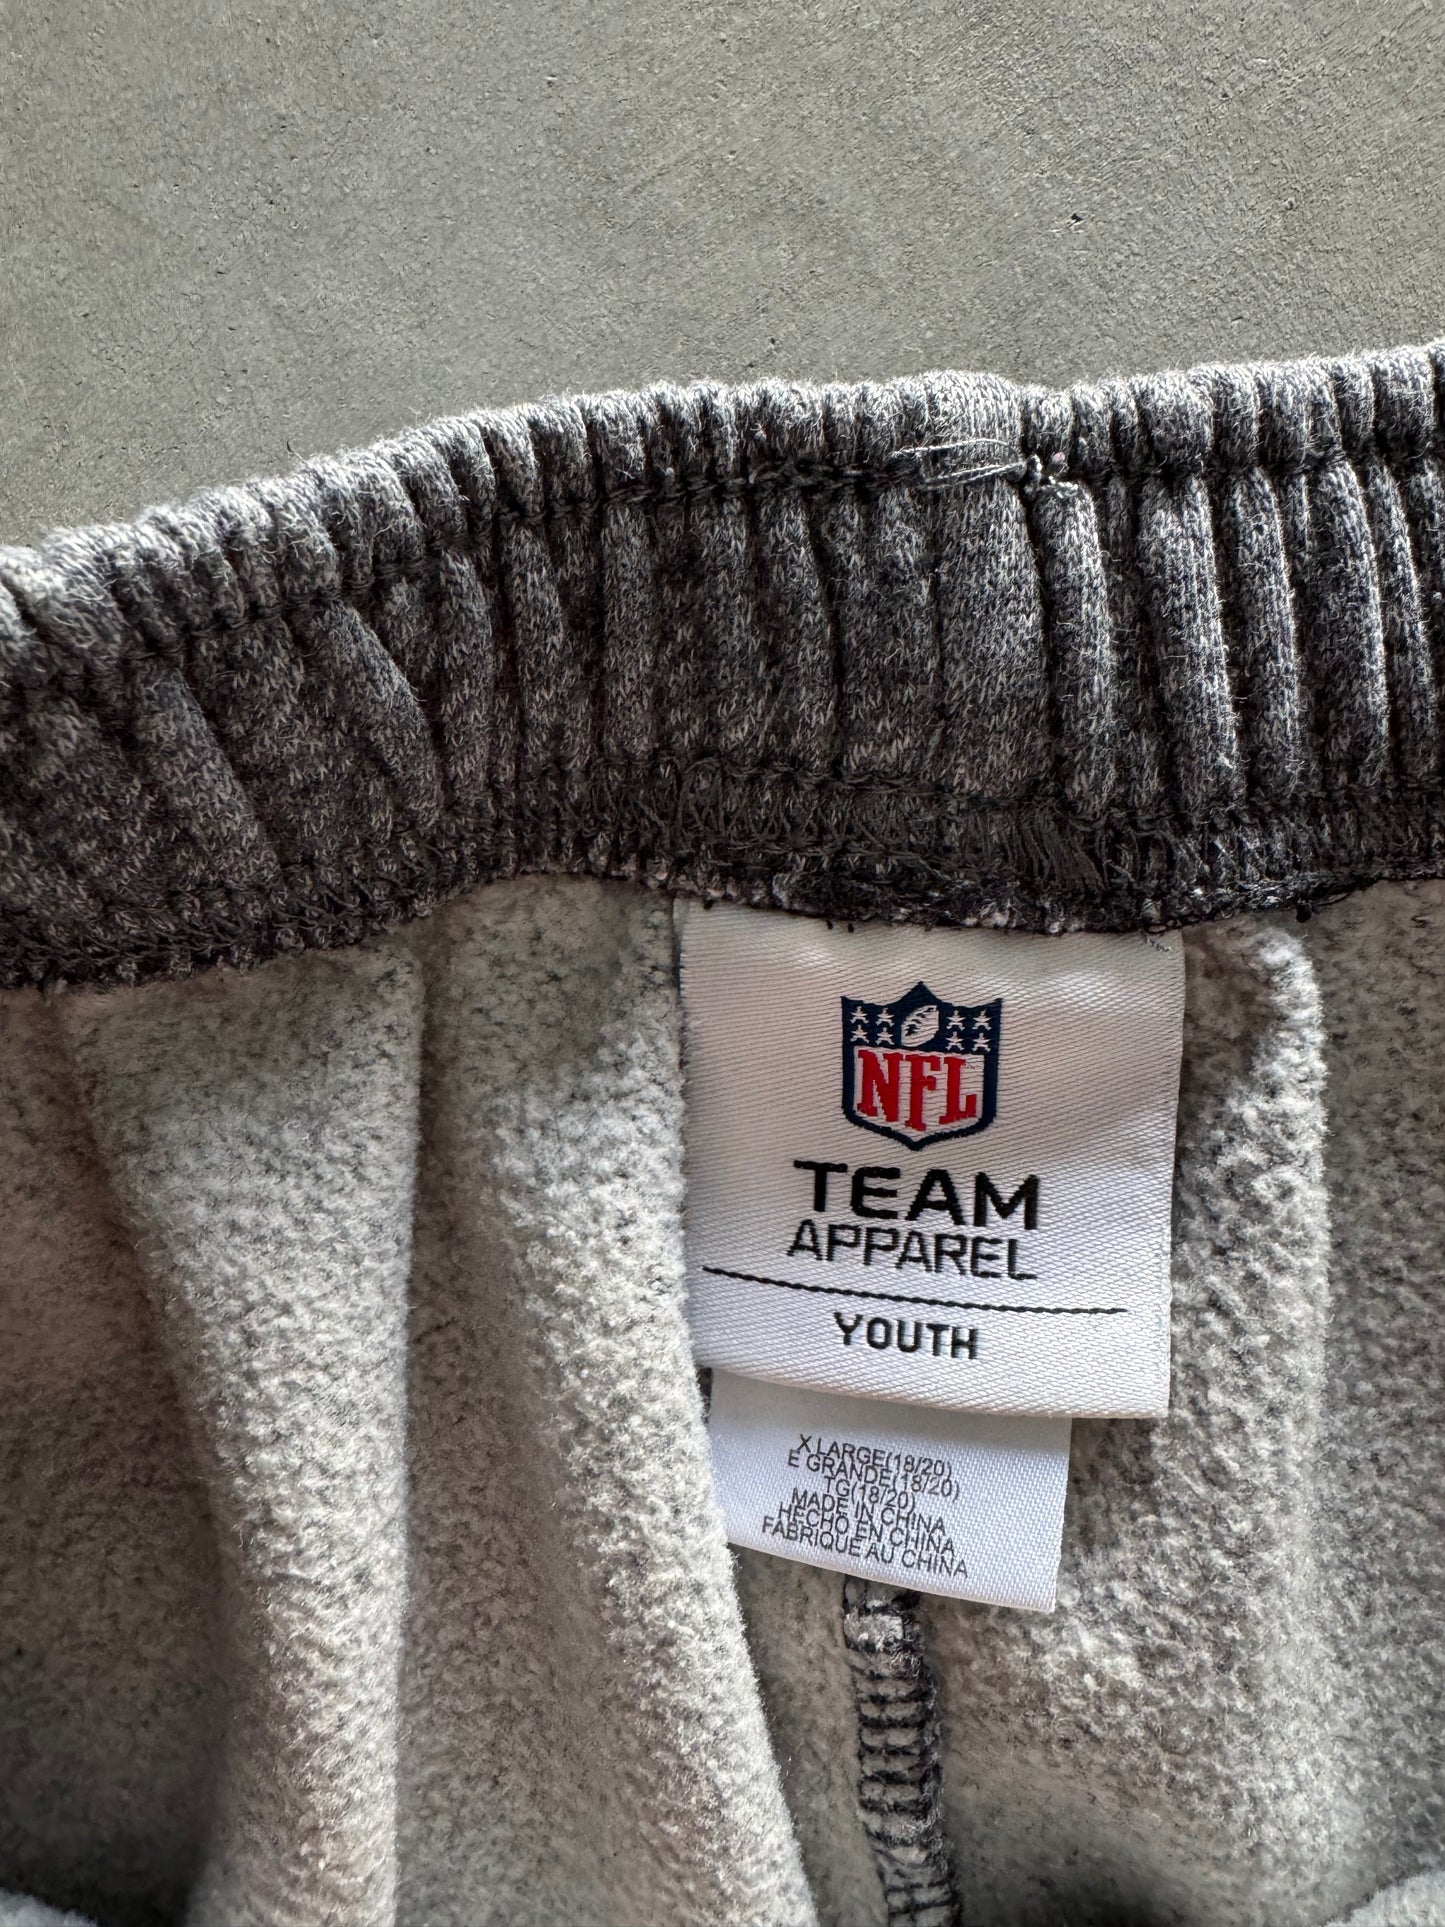 NFL
TEAM
APPAREL
YOUTH
X LARGE(18/20)
E GRANDE(18/20)
TG(18/20)
MADE IN CHINA
HECHO EN CHINA
FABRIQUE AU CHINA